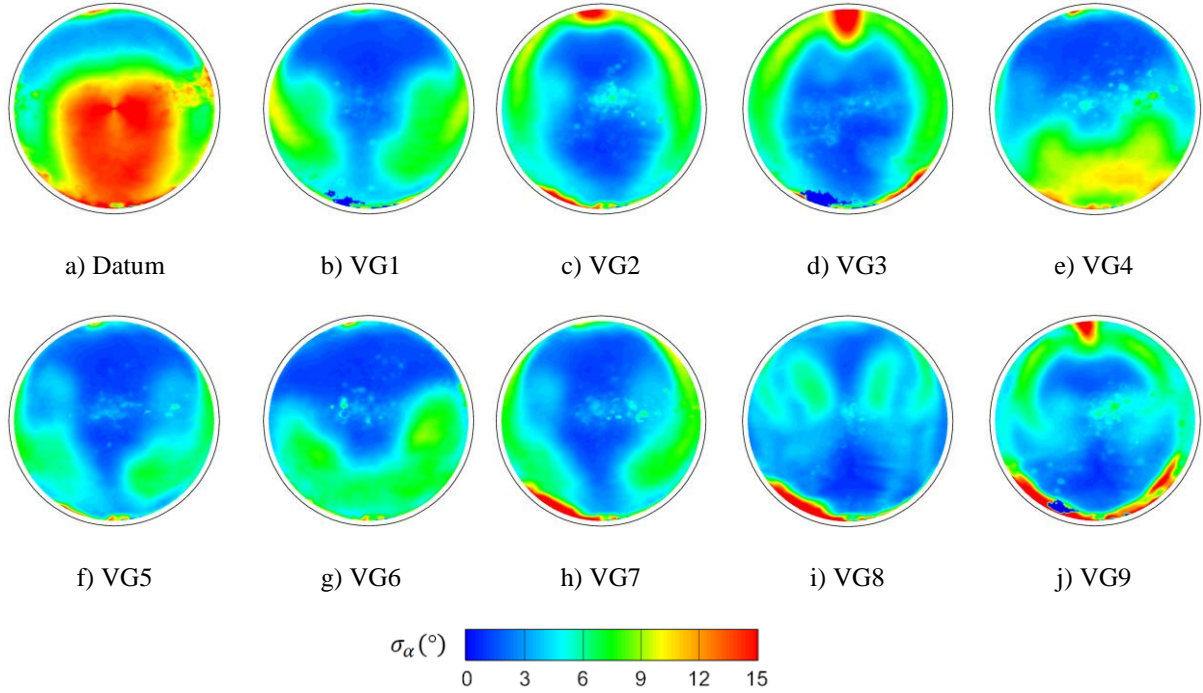 a) Datum b) VG1 c) VG2 d) VG3 e) VG4
f) VG5 g) VG6 h) VG7 i) VG8 j) VG9
σα(°)
0 3 6 9 12 15